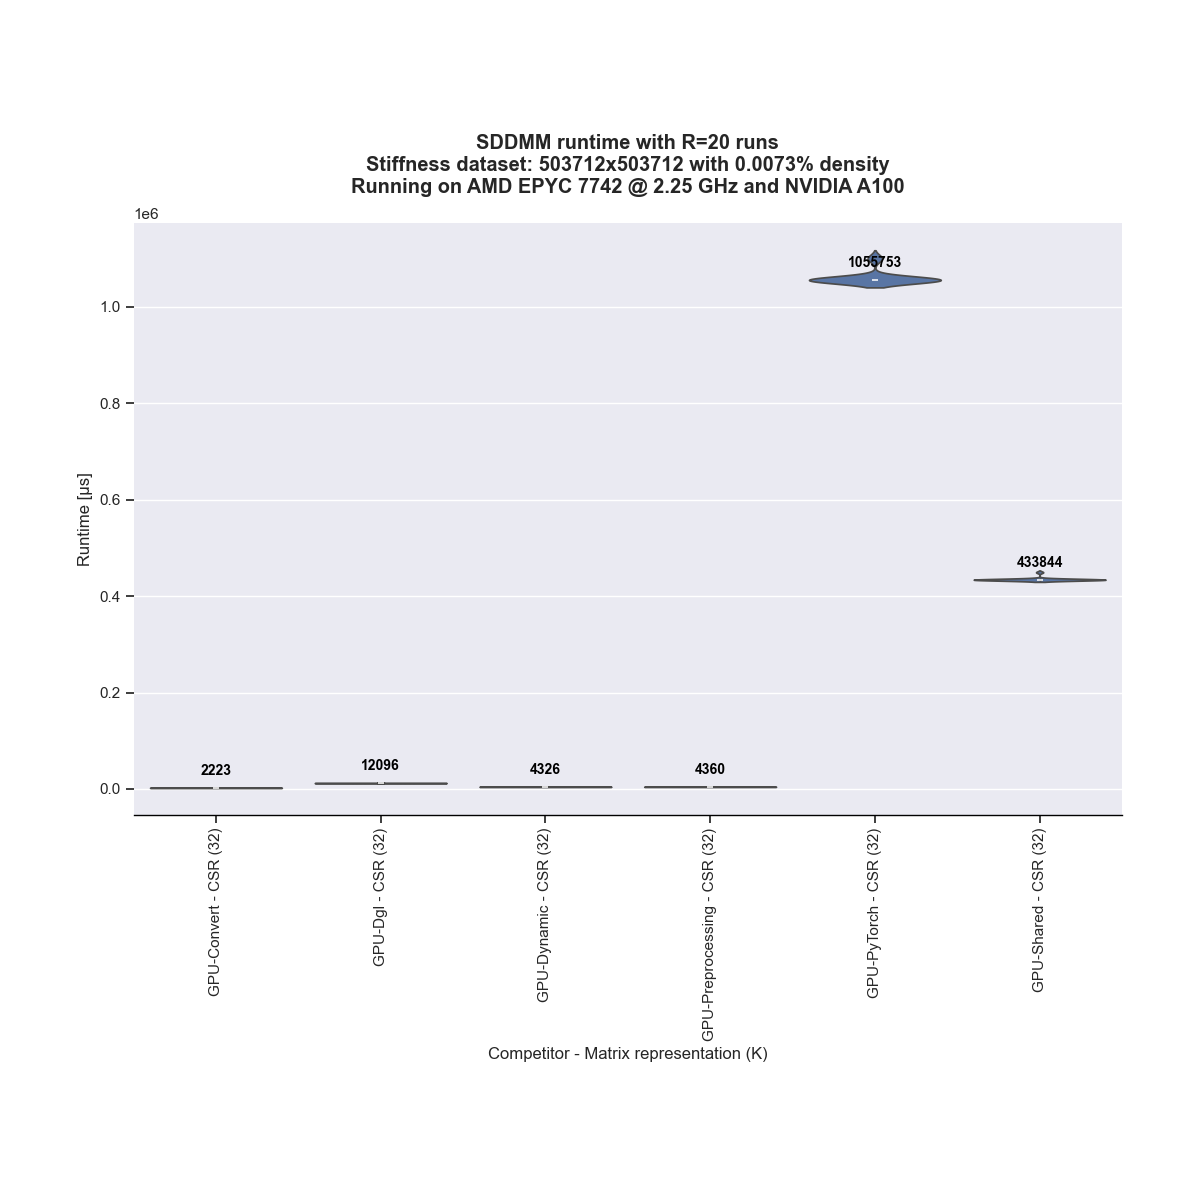 SDDMM runtime with R=20 runs
Stiffness dataset: 503712x503712 with 0.0073% density
Running on AMD EPYC 7742 @ 2.25 GHz and NVIDIA A100
1e6
1055753
1.0
0.8
0.6
433844
0.4
0.2
2223
12096
4326
4360
0.0
Runtime [μs]
GPU-Convert - CSR (32)
GPU-Dgl - CSR (32)
GPU-Dynamic - CSR (32)
GPU-Preprocessing - CSR (32)
GPU-PyTorch - CSR (32)
GPU-Shared - CSR (32)
Competitor - Matrix representation (K)